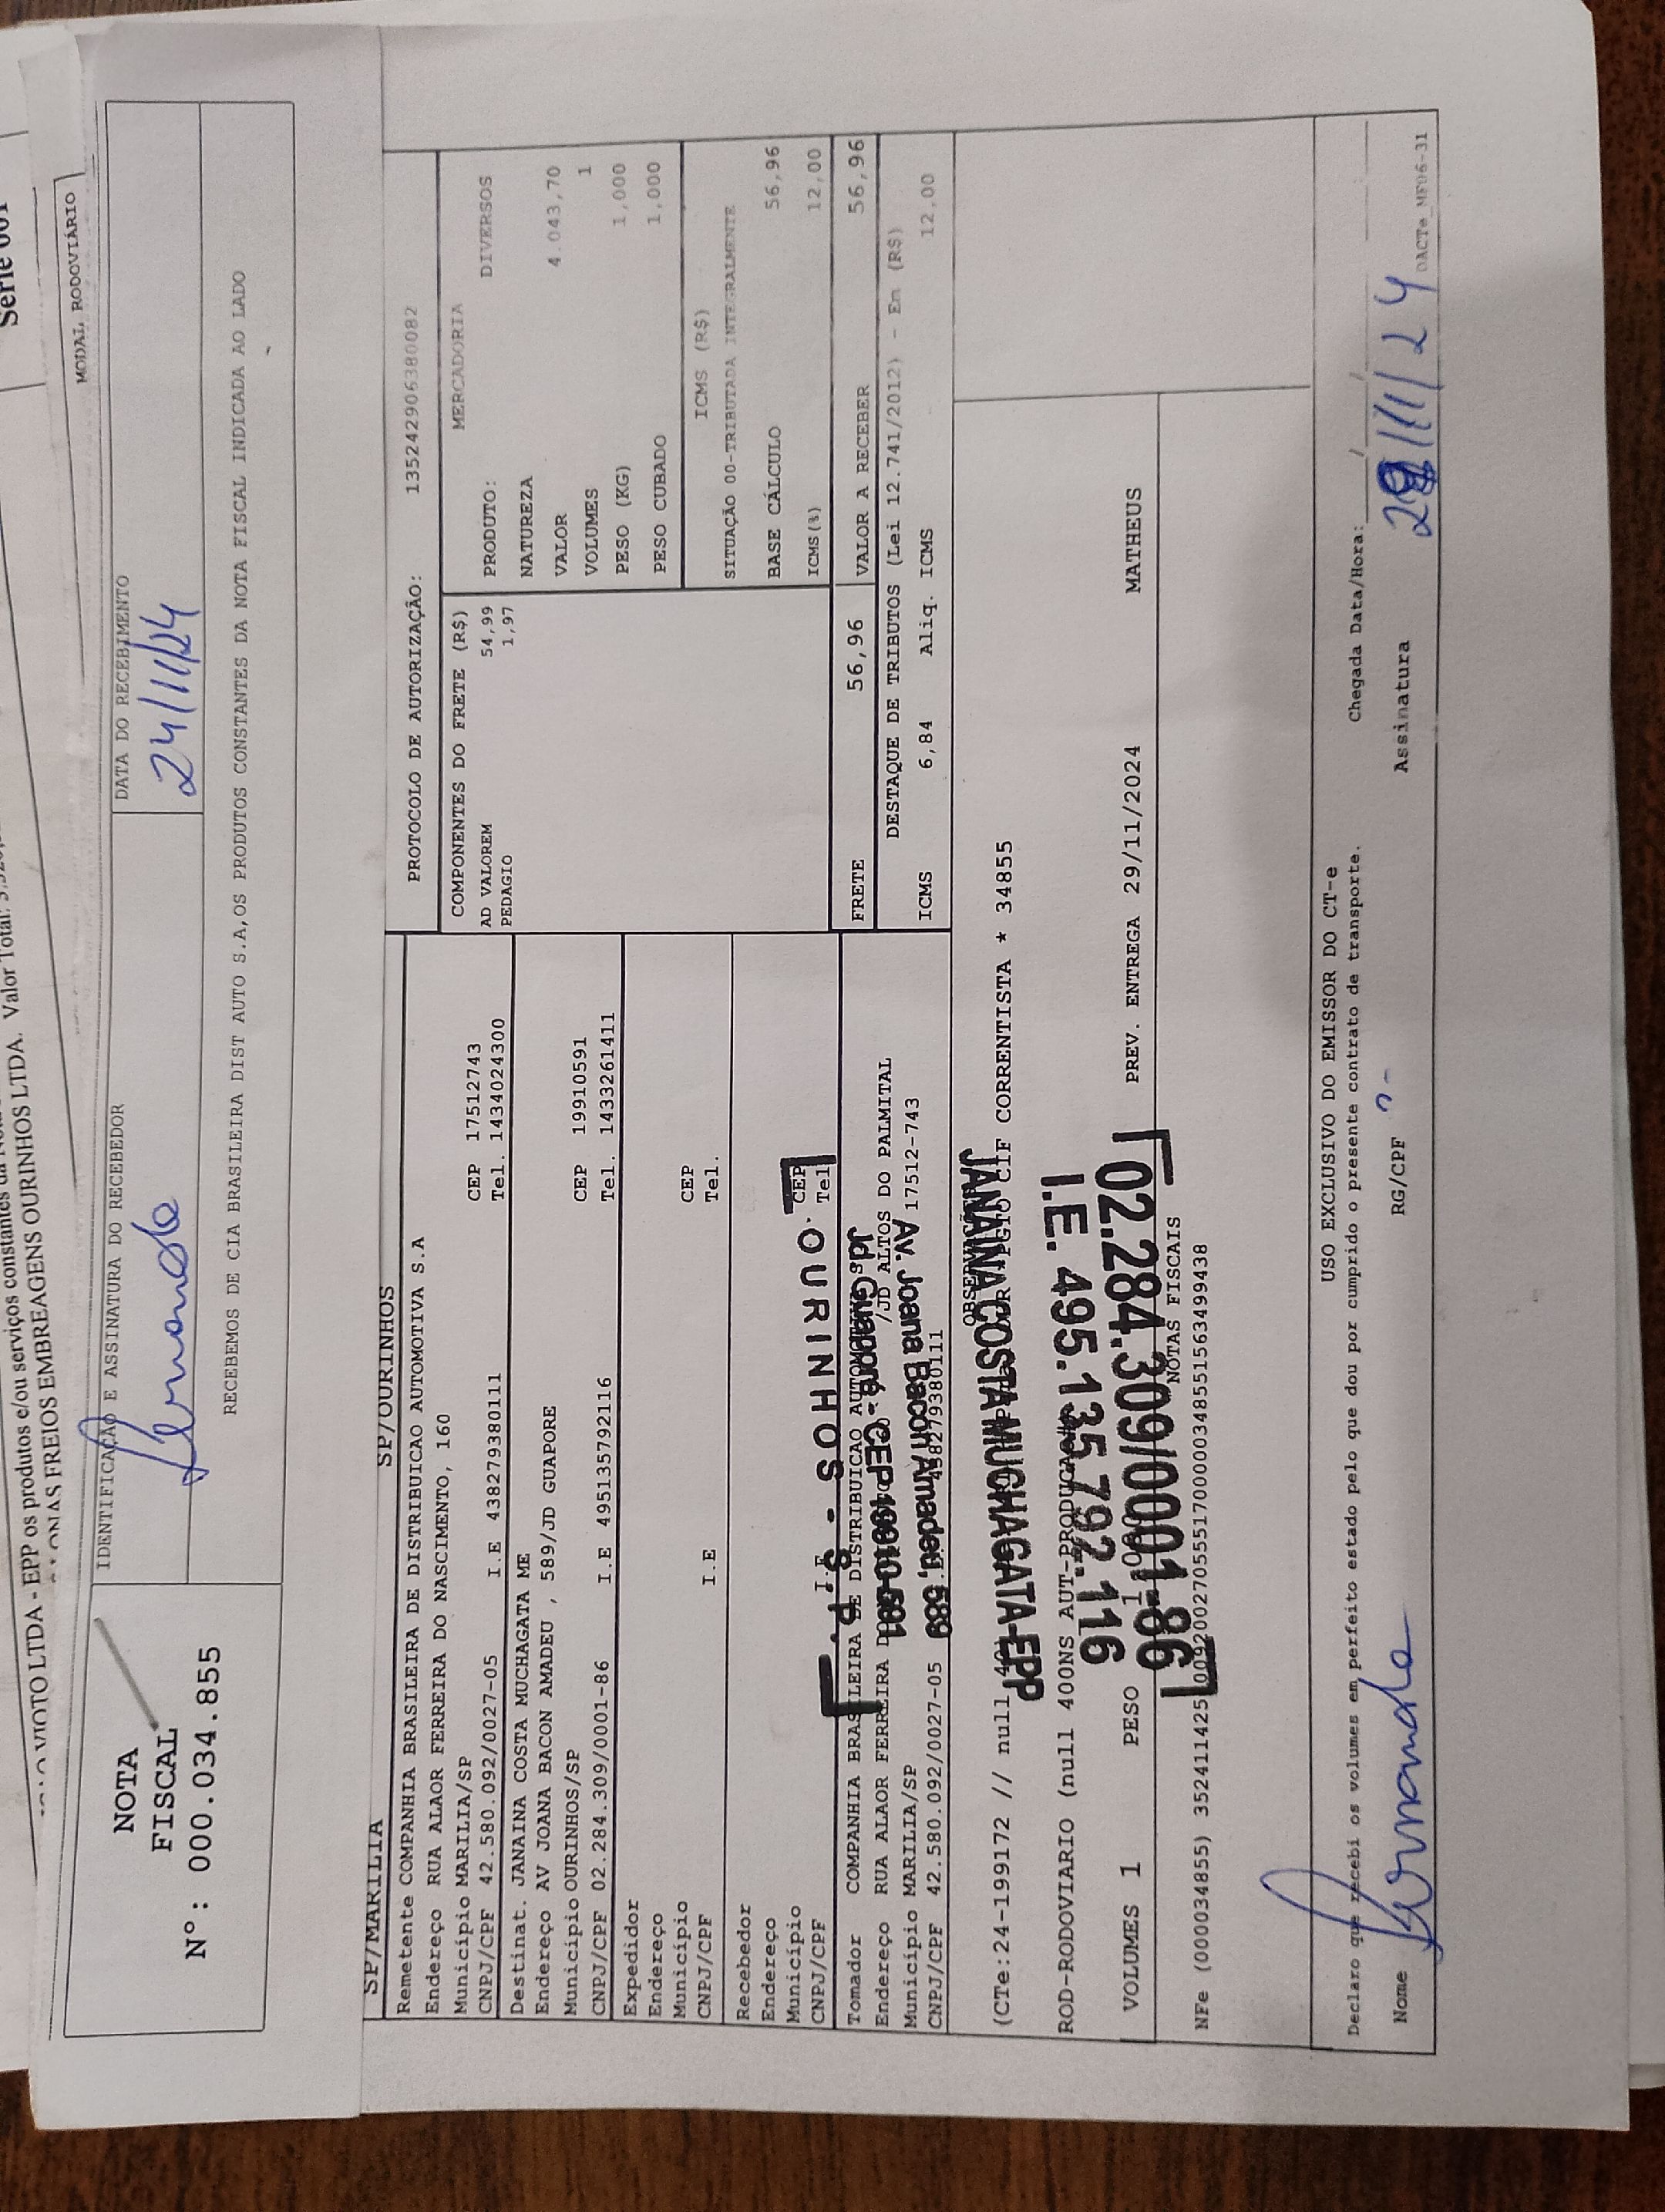 Série 001
Valor Total:
VIOTO LTDA - EPP os produtos e/ou serviços constantes da
FREIOS EMBREAGENS OURINHOS LTDA.
MODAL RODOVIÁRIO
NOTA
FISCAL
N°: 000.034.855
IDENTIFICAÇÃO E ASSINATURA DO RECEBEDOR
Fernando
DATA DO RECEBIMENTO
24/11/24
RECEBEMOS DE CIA BRASILEIRA DIST AUTO S.A,OS PRODUTOS CONSTANTES DA NOTA FISCAL INDICADA AO LADO
SP/MARILIA SP/OURINHOS
PROTOCOLO DE AUTORIZAÇÃO: 135242906380082
Remetente COMPANHIA BRASILEIRA DE DISTRIBUICAO AUTOMOTIVA S.A
Endereço RUA ALAOR FERREIRA DO NASCIMENTO, 160
Município MARILIA/SP CEP 17512743
CNPJ/CPF 42.580.092/0027-05 I.E 438279380111 Tel. 1434024300
Destinat. JANAINA COSTA MUCHAGATA ME
Endereço AV JOANA BACON AMADEU , 589/JD GUAPORE
Município OURINHOS/SP CEP 19910591
CNPJ/CPF 02.284.309/0001-86 I.E 495135792116 Tel. 1433261411
Expedidor
Endereço
Município CEP
CNPJ/CPF I.E Tel.
Recebedor
Endereço
Município CEP
CNPJ/CPF I.E Tel
Tomador COMPANHIA BRASILEIRA DE DISTRIBUICAO
Endereço RUA ALAOR FERREIRA /JD ALTOS DO PALMITAL
Município MARILIA/SP 17512-743
CNPJ/CPF 42.580.092/0027-05 438279380111
COMPONENTES DO FRETE (R$)
AD VALOREM 54,99
PEDAGIO 1,97
MERCADORIA
PRODUTO: DIVERSOS
NATUREZA
VALOR 4.043,70
VOLUMES 1
PESO (KG) 1,000
PESO CUBADO 1,000
ICMS (R$)
SITUAÇÃO 00-TRIBUTADA INTEGRALMENTE
BASE CÁLCULO 56,96
ICMS(%) 12,00
FRETE 56,96 VALOR A RECEBER 56,96
DESTAQUE DE TRIBUTOS (Lei 12.741/2012) - Em (R$)
ICMS 6,84 Aliq. ICMS 12,00
OURINHOS - S.P.
Jd. Guaporé - CEP 19910-591
Av. Joana Bacon Amadeu, 589
JANAINA COSTA MUCHAGATA-EPP
I.E. 495.135.792.116
02.284.309/0001-86
(CTe:24-199172 // null CIF CORRENTISTA * 34855
ROD-RODOVIARIO (null 400ONS AUT-PRODUCAO
VOLUMES 1 PESO PREV. ENTREGA 29/11/2024 MATHEUS
NOTAS FISCAIS
NFe (000034855) 35241142580092002705551700000348551563499438
USO EXCLUSIVO DO EMISSOR DO CT-e
Declaro que recebi os volumes em perfeito estado pelo que dou por cumprido o presente contrato de transporte. Chegada Data/Hora: / /
Nome Fernando RG/CPF Assinatura 29/11/24
DACTe_MF06-31